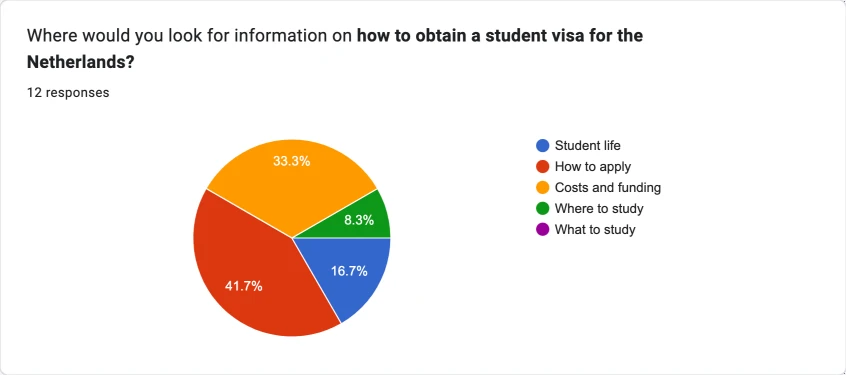 Where would you look for information on how to obtain a student visa for the
Netherlands?
12 responses
33.3%
8.3%
16.7%
41.7%
Student life
How to apply
Costs and funding
Where to study
What to study